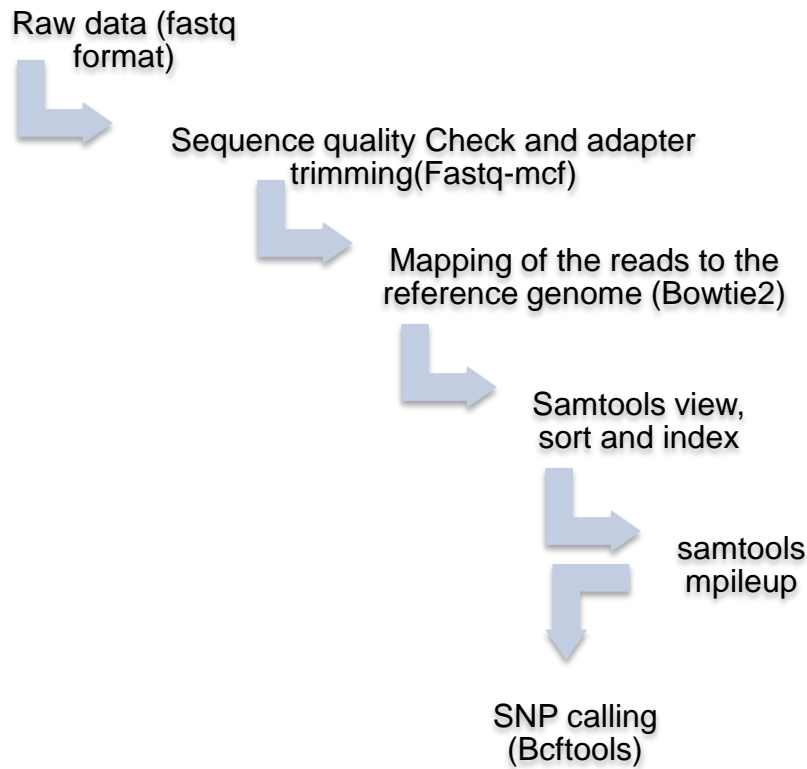 Raw data (fastq
format)
Sequence quality Check and adapter
trimming(Fastq-mcf)
Mapping of the reads to the
reference genome (Bowtie2)
Samtools view,
sort and index
samtools
mpileup
SNP calling
(Bcftools)